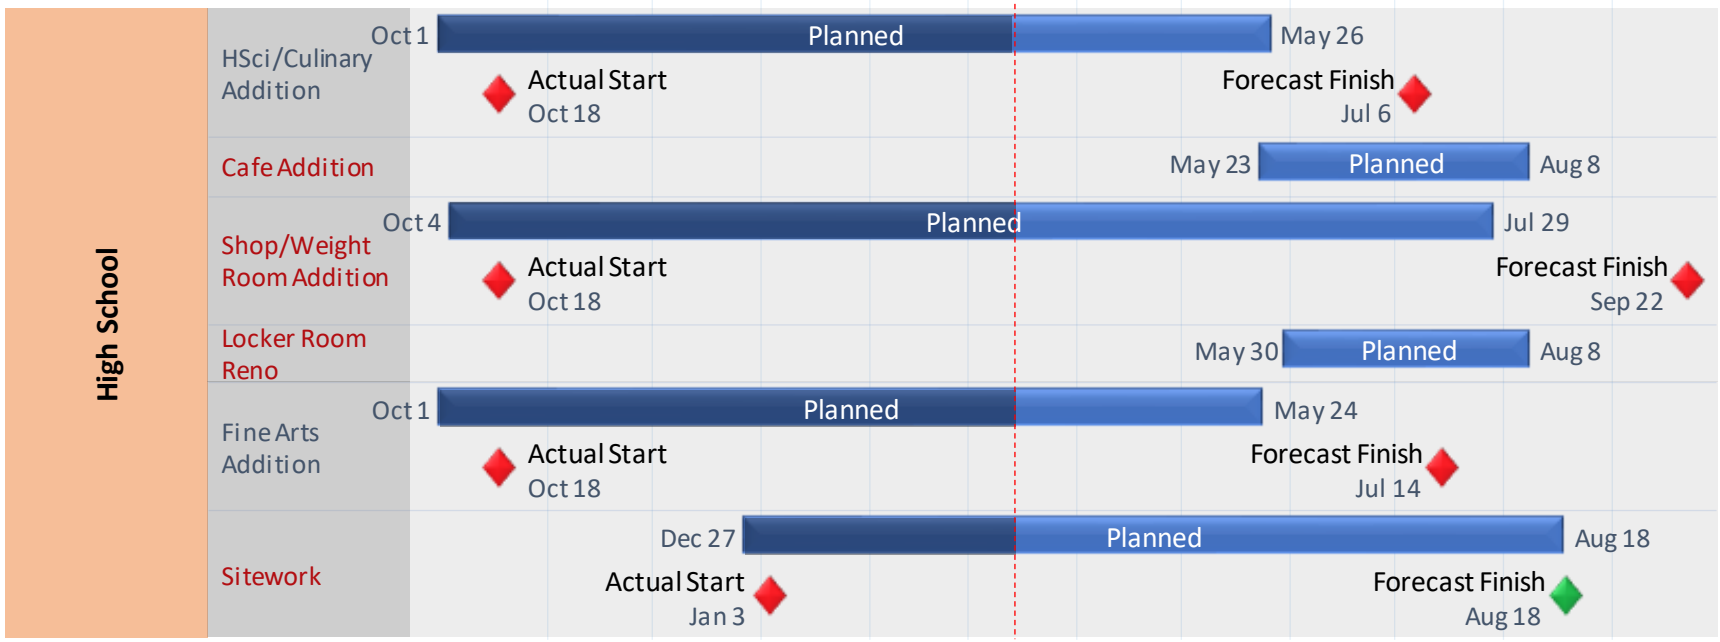 High School
HSci/Culinary
Addition
Oct 1
Planned
May 26
Actual Start
Oct 18
Forecast Finish
Jul 6
Cafe Addition
May 23
Planned
Aug 8
Shop/Weight
Room Addition
Oct 4
Planned
Jul 29
Actual Start
Oct 18
Forecast Finish
Sep 22
Locker Room
Reno
May 30
Planned
Aug 8
Fine Arts
Addition
Oct 1
Planned
May 24
Actual Start
Oct 18
Forecast Finish
Jul 14
Sitework
Dec 27
Planned
Aug 18
Actual Start
Jan 3
Forecast Finish
Aug 18